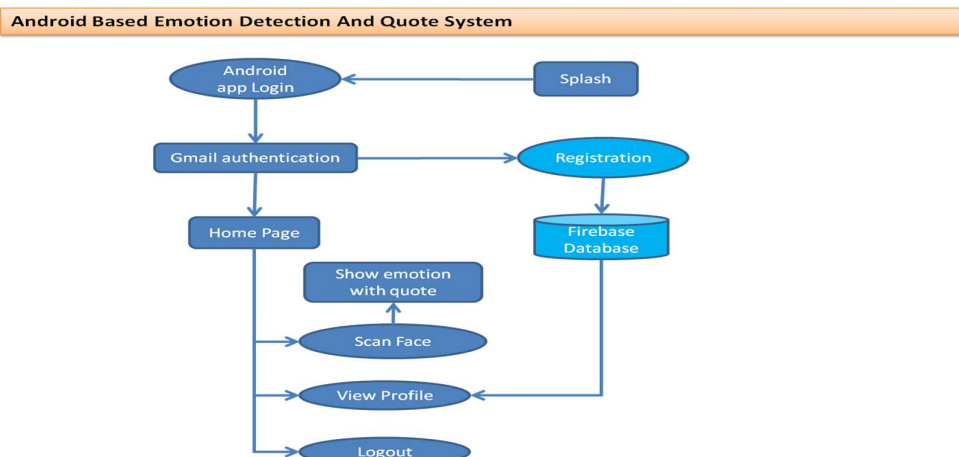 Android Based Emotion Detection And Quote System
Android
app Login
Splash
Gmail authentication
Registration
Home Page
Firebase
Database
Show emotion
with quote
Scan Face
View Profile
Logout